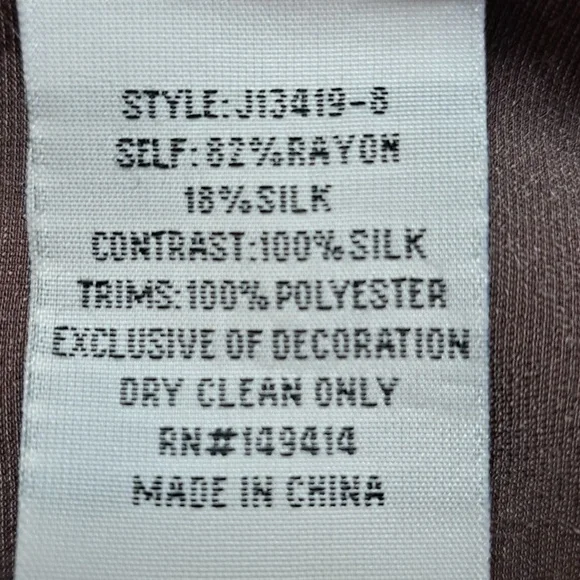 STYLE:J13419-8
SELF:82%RAYON
18%SILK
CONTRAST:100%SILK
TRIMS:100%POLYESTER
EXCLUSIVE OF DECORATION
DRY CLEAN ONLY
RN#149414
MADE IN CHINA